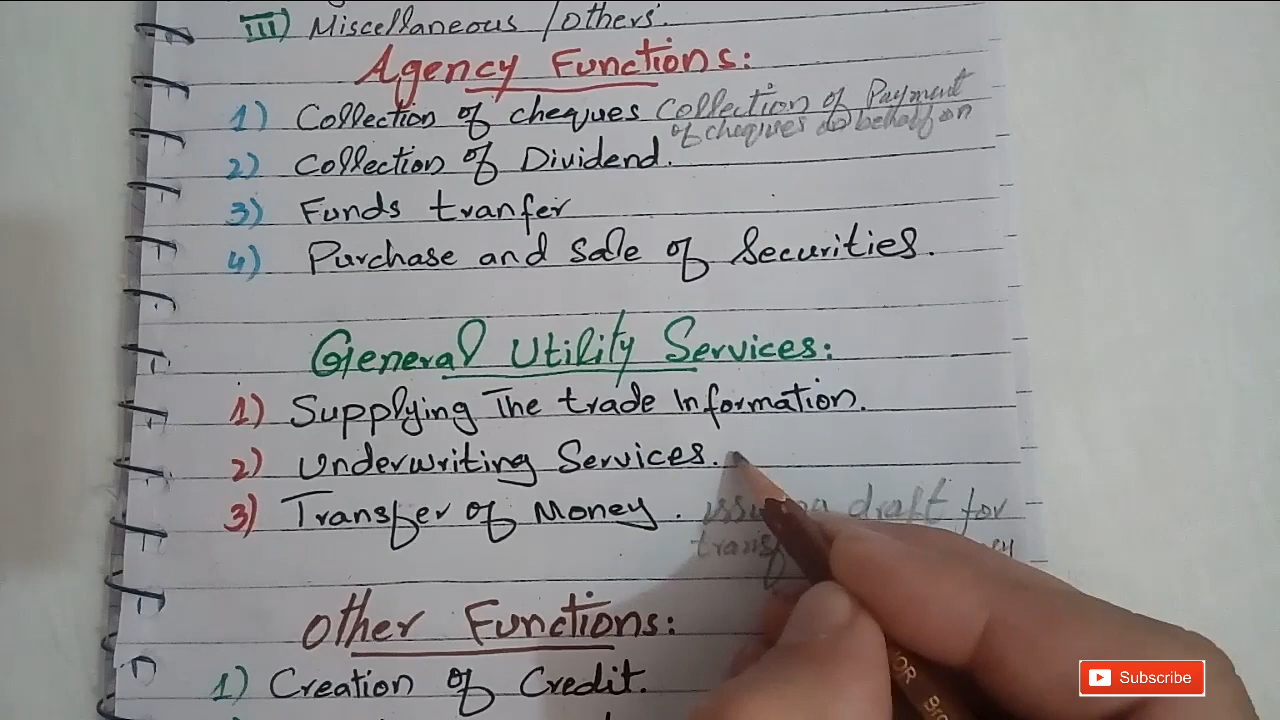 III) Miscellaneous / others.
Agency Functions:
1) Collection of cheques Collection of Payment
of cheques on behalf on
2) Collection of Dividend.
3) Funds tranfer
4) Purchase and Sale of Securities.
General Utility Services:
1) Supplying The trade Information.
2) Underwriting Services.
3) Transfer of Money. draft for
Other Functions:
1) Creation of Credit.
Subscribe